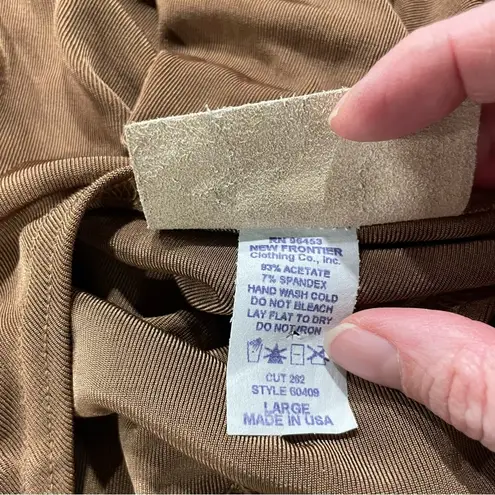 RN 96453
NEW FRONTIER
Clothing Co., Inc.
93% ACETATE
7% SPANDEX
HAND WASH COLD
DO NOT BLEACH
LAY FLAT TO DRY
DO NOT IRON
CUT 262
STYLE 60409
LARGE
MADE IN USA